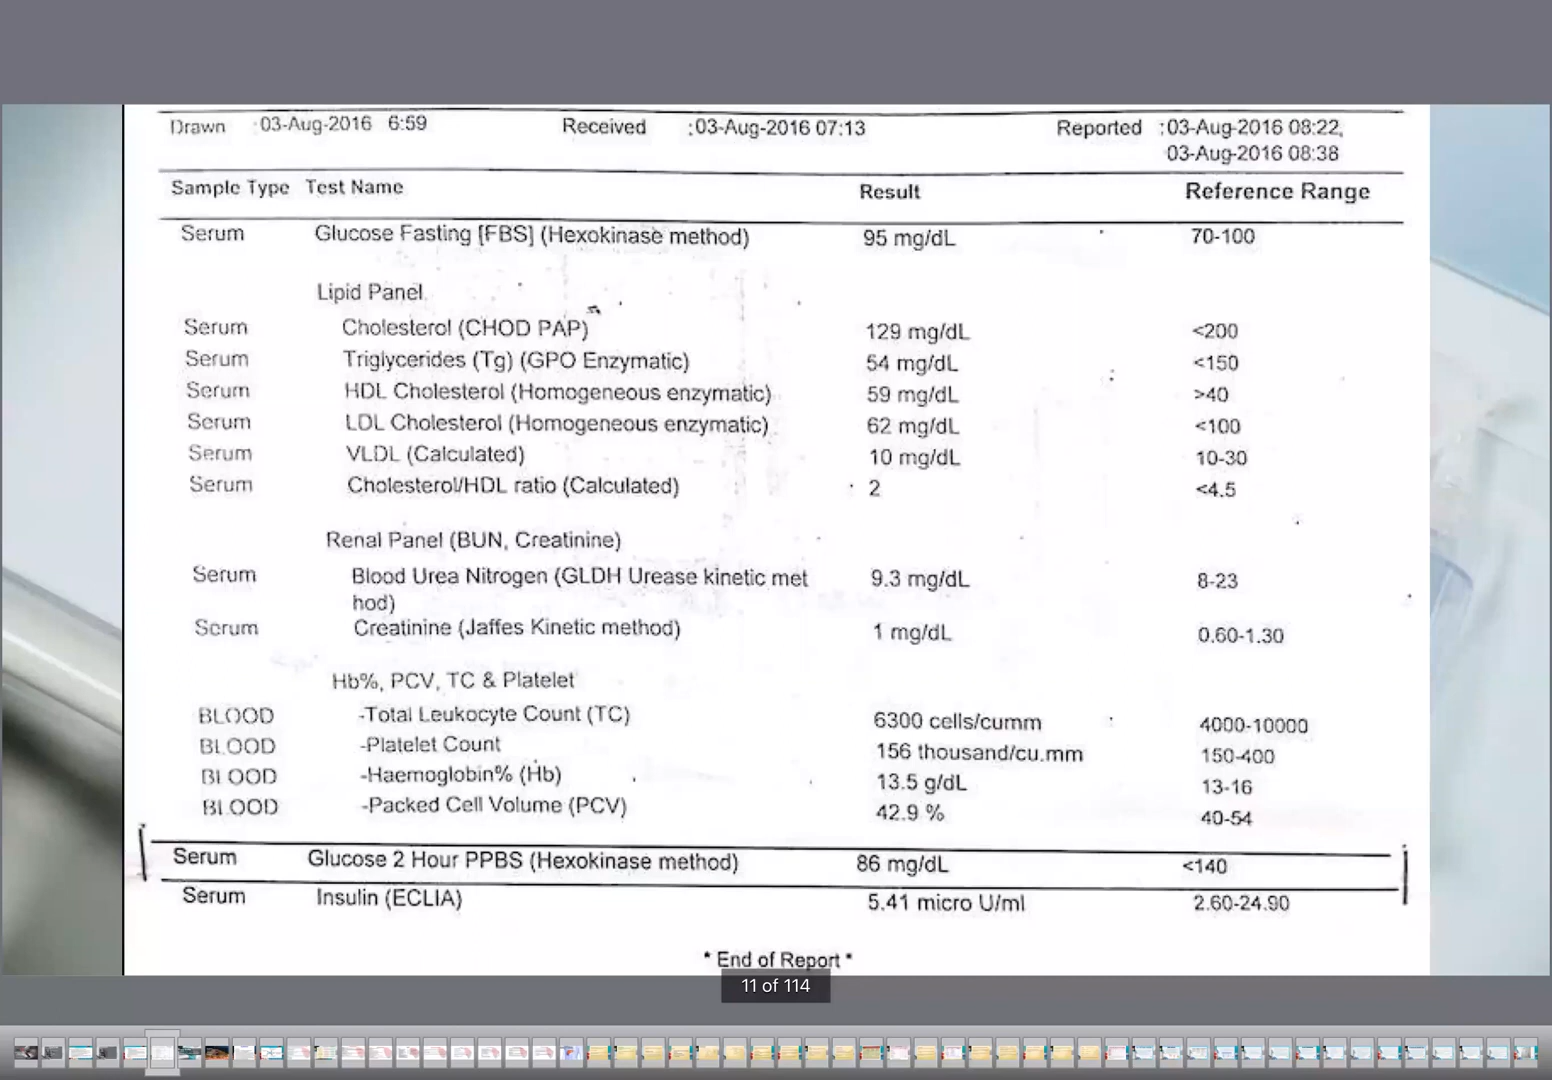 Drawn :03-Aug-2016 6:59 Received :03-Aug-2016 07:13 Reported :03-Aug-2016 08:22,
03-Aug-2016 08:38
Sample Type Test Name Result Reference Range
Serum Glucose Fasting [FBS] (Hexokinase method) 95 mg/dL 70-100
Lipid Panel
Serum Cholesterol (CHOD PAP) 129 mg/dL <200
Serum Triglycerides (Tg) (GPO Enzymatic) 54 mg/dL <150
Serum HDL Cholesterol (Homogeneous enzymatic) 59 mg/dL >40
Serum LDL Cholesterol (Homogeneous enzymatic) 62 mg/dL <100
Serum VLDL (Calculated) 10 mg/dL 10-30
Serum Cholesterol/HDL ratio (Calculated) 2 <4.5
Renal Panel (BUN, Creatinine)
Serum Blood Urea Nitrogen (GLDH Urease kinetic met 9.3 mg/dL 8-23
hod)
Serum Creatinine (Jaffes Kinetic method) 1 mg/dL 0.60-1.30
Hb%, PCV, TC & Platelet
BLOOD -Total Leukocyte Count (TC) 6300 cells/cumm 4000-10000
BLOOD -Platelet Count 156 thousand/cu.mm 150-400
BLOOD -Haemoglobin% (Hb) 13.5 g/dL 13-16
BLOOD -Packed Cell Volume (PCV) 42.9 % 40-54
Serum Glucose 2 Hour PPBS (Hexokinase method) 86 mg/dL <140
Serum Insulin (ECLIA) 5.41 micro U/ml 2.60-24.90
* End of Report *
11 of 114